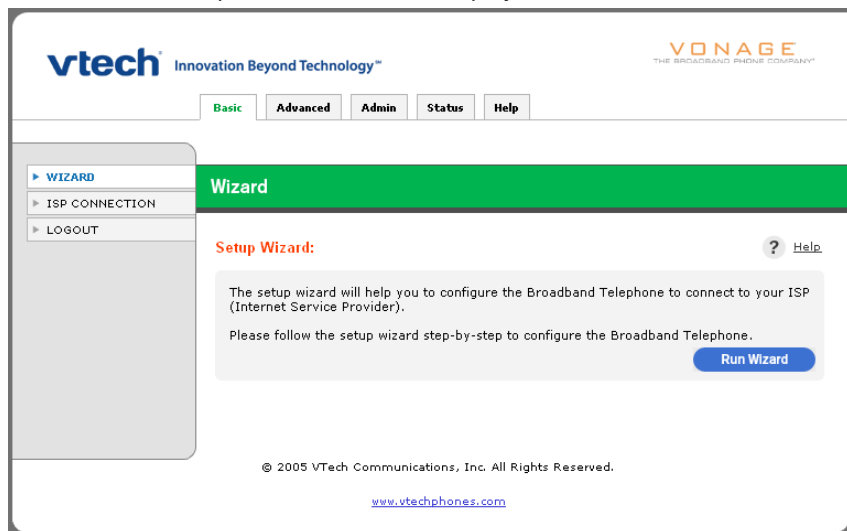 vtech Innovation Beyond Technology℠
VONAGE
THE BROADBAND PHONE COMPANY
Basic Advanced Admin Status Help
WIZARD
ISP CONNECTION
LOGOUT
Wizard
Setup Wizard:
? Help
The setup wizard will help you to configure the Broadband Telephone to connect to your ISP
(Internet Service Provider).
Please follow the setup wizard step-by-step to configure the Broadband Telephone.
Run Wizard
© 2005 VTech Communications, Inc. All Rights Reserved.
www.vtechphones.com